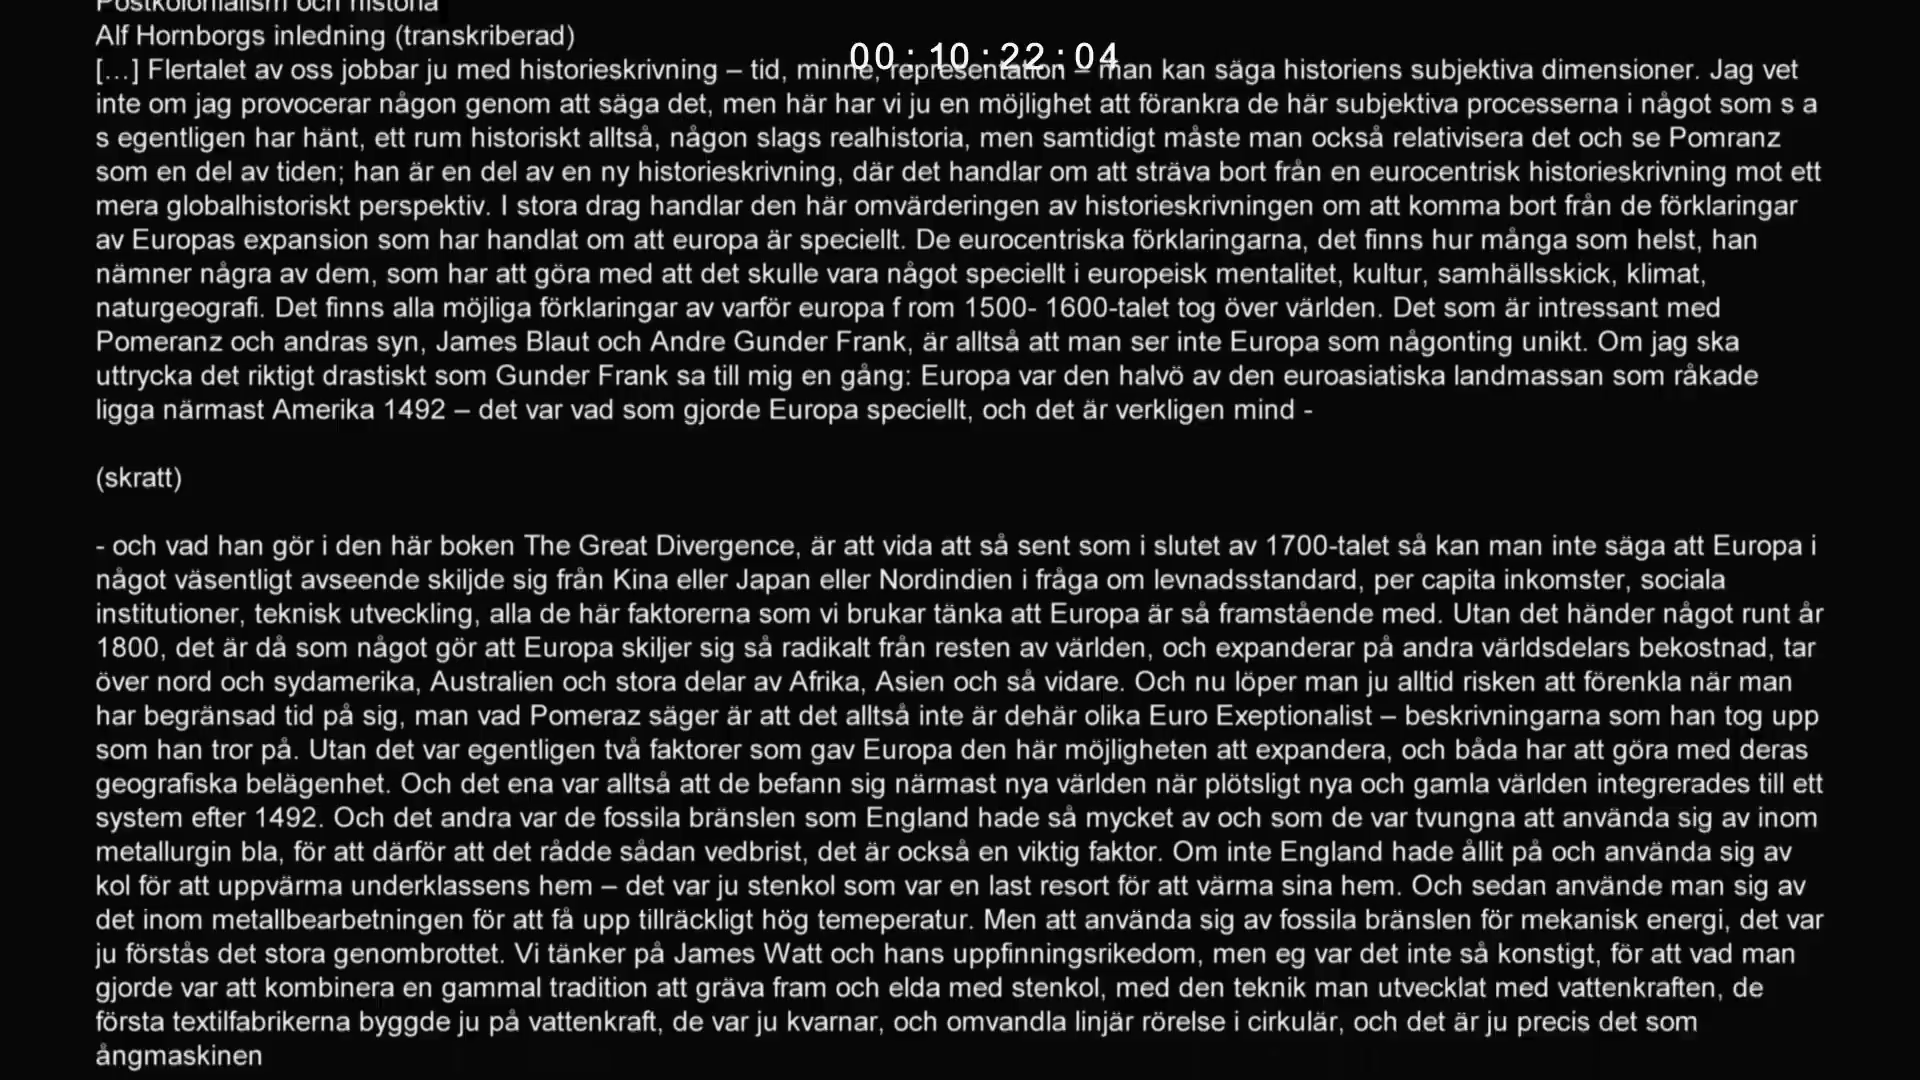 Postkolonialism och historia
Alf Hornborgs inledning (transkriberad)
00:10:22:04
[…] Flertalet av oss jobbar ju med historieskrivning – tid, minne, representation – man kan säga historiens subjektiva dimensioner. Jag vet
inte om jag provocerar någon genom att säga det, men här har vi ju en möjlighet att förankra de här subjektiva processerna i något som s a
s egentligen har hänt, ett rum historiskt alltså, någon slags realhistoria, men samtidigt måste man också relativisera det och se Pomranz
som en del av tiden; han är en del av en ny historieskrivning, där det handlar om att sträva bort från en eurocentrisk historieskrivning mot ett
mera globalhistoriskt perspektiv. I stora drag handlar den här omvärderingen av historieskrivningen om att komma bort från de förklaringar
av Europas expansion som har handlat om att europa är speciellt. De eurocentriska förklaringarna, det finns hur många som helst, han
nämner några av dem, som har att göra med att det skulle vara något speciellt i europeisk mentalitet, kultur, samhällsskick, klimat,
naturgeografi. Det finns alla möjliga förklaringar av varför europa f rom 1500- 1600-talet tog över världen. Det som är intressant med
Pomeranz och andras syn, James Blaut och Andre Gunder Frank, är alltså att man ser inte Europa som någonting unikt. Om jag ska
uttrycka det riktigt drastiskt som Gunder Frank sa till mig en gång: Europa var den halvö av den euroasiatiska landmassan som råkade
ligga närmast Amerika 1492 – det var vad som gjorde Europa speciellt, och det är verkligen mind -
(skratt)
- och vad han gör i den här boken The Great Divergence, är att vida att så sent som i slutet av 1700-talet så kan man inte säga att Europa i
något väsentligt avseende skiljde sig från Kina eller Japan eller Nordindien i fråga om levnadsstandard, per capita inkomster, sociala
institutioner, teknisk utveckling, alla de här faktorerna som vi brukar tänka att Europa är så framstående med. Utan det händer något runt år
1800, det är då som något gör att Europa skiljer sig så radikalt från resten av världen, och expanderar på andra världsdelars bekostnad, tar
över nord och sydamerika, Australien och stora delar av Afrika, Asien och så vidare. Och nu löper man ju alltid risken att förenkla när man
har begränsad tid på sig, man vad Pomeraz säger är att det alltså inte är dehär olika Euro Exeptionalist – beskrivningarna som han tog upp
som han tror på. Utan det var egentligen två faktorer som gav Europa den här möjligheten att expandera, och båda har att göra med deras
geografiska belägenhet. Och det ena var alltså att de befann sig närmast nya världen när plötsligt nya och gamla världen integrerades till ett
system efter 1492. Och det andra var de fossila bränslen som England hade så mycket av och som de var tvungna att använda sig av inom
metallurgin bla, för att därför att det rådde sådan vedbrist, det är också en viktig faktor. Om inte England hade ållit på och använda sig av
kol för att uppvärma underklassens hem – det var ju stenkol som var en last resort för att värma sina hem. Och sedan använde man sig av
det inom metallbearbetningen för att få upp tillräckligt hög temeperatur. Men att använda sig av fossila bränslen för mekanisk energi, det var
ju förstås det stora genombrottet. Vi tänker på James Watt och hans uppfinningsrikedom, men eg var det inte så konstigt, för att vad man
gjorde var att kombinera en gammal tradition att gräva fram och elda med stenkol, med den teknik man utvecklat med vattenkraften, de
första textilfabrikerna byggde ju på vattenkraft, de var ju kvarnar, och omvandla linjär rörelse i cirkulär, och det är ju precis det som
ångmaskinen